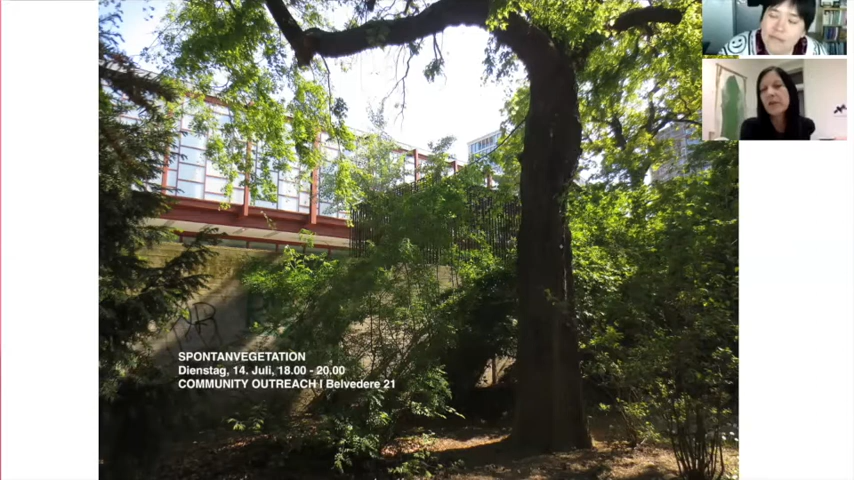 SPONTANVEGETATION
Dienstag, 14. Juli, 18.00 - 20.00
COMMUNITY OUTREACH I Belvedere 21